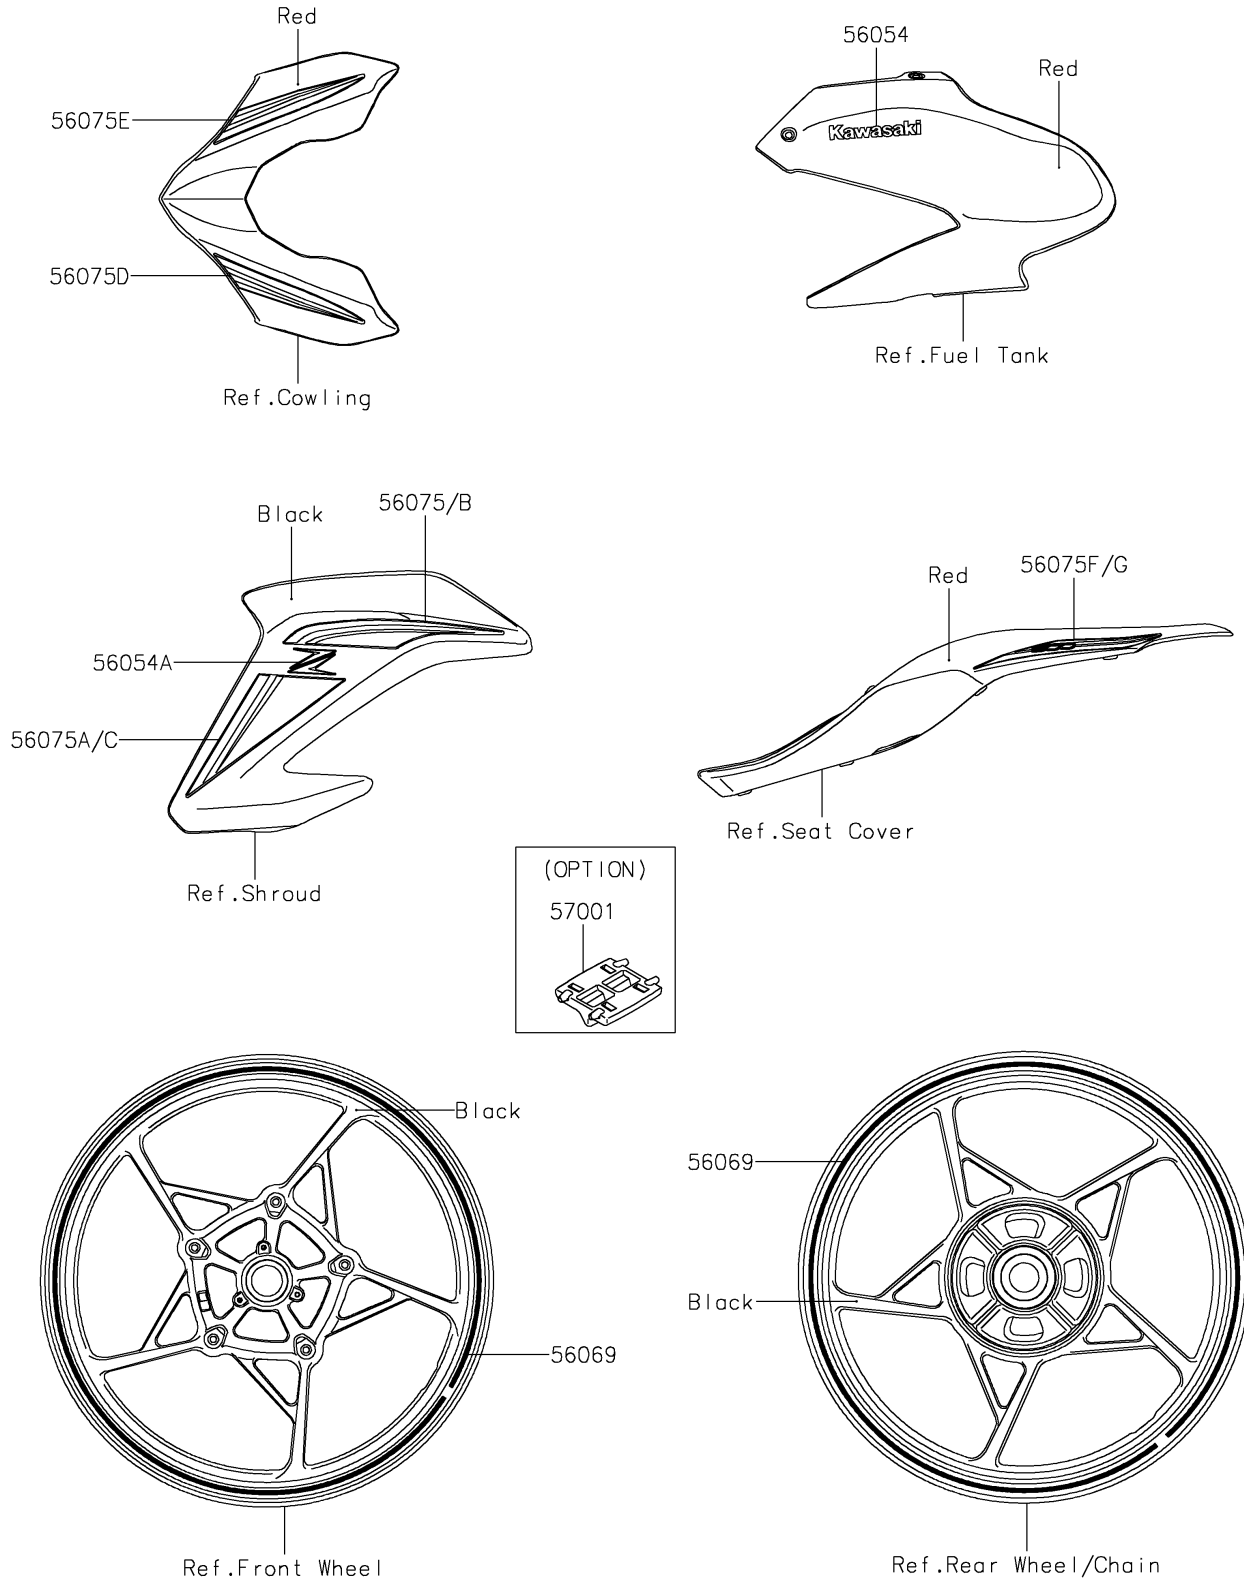 Red
56054
Red
56075E
Kawasaki
56075D
Ref.Fuel Tank
Ref.Cowling
56075/B
Black
56075F/G
Red
56054A
56075A/C
Ref.Seat Cover
(OPTION)
Ref.Shroud
57001
Black
56069
Black
56069
Ref.Front Wheel
Ref.Rear Wheel/Chain